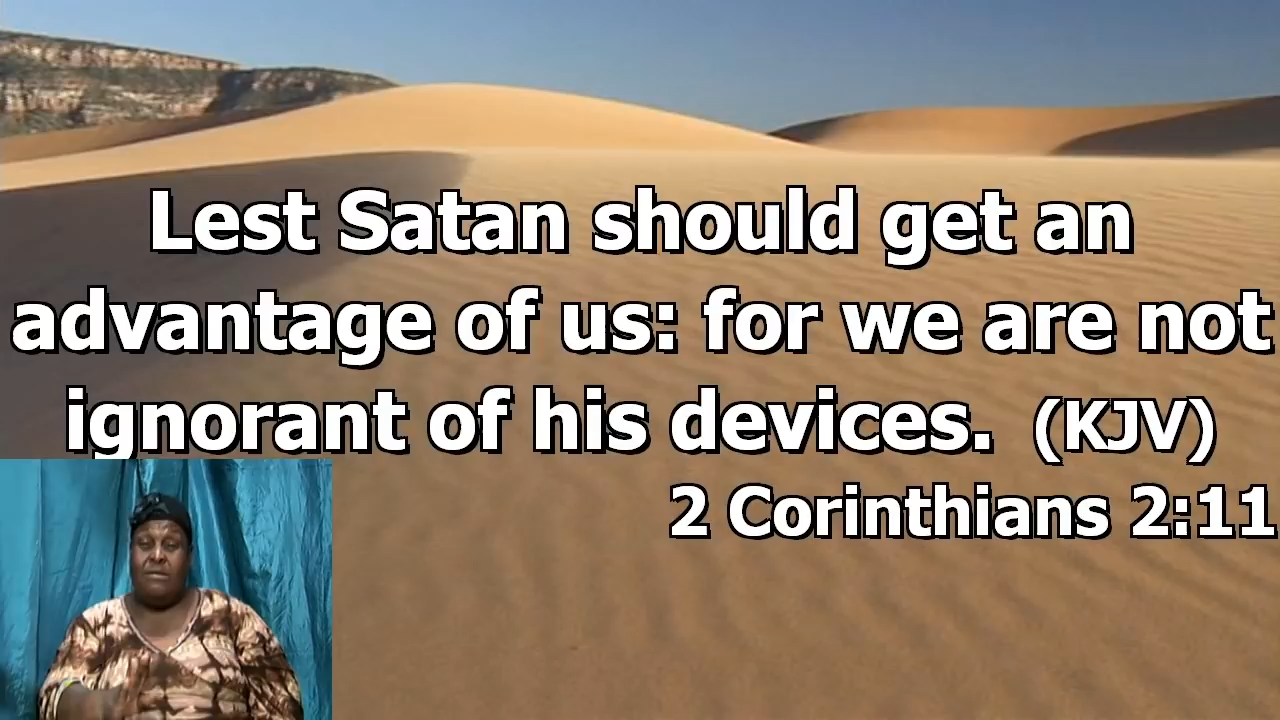 Lest Satan should get an
advantage of us: for we are not
ignorant of his devices. (KJV)
2 Corinthians 2:11